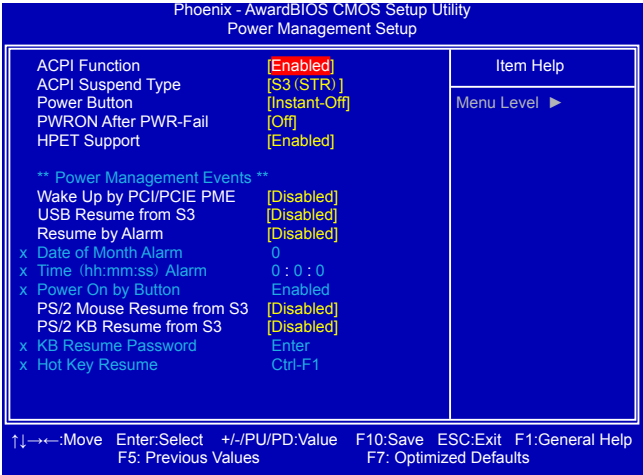 Phoenix - AwardBIOS CMOS Setup Utility
Power Management Setup
ACPI Function [Enabled]
ACPI Suspend Type [S3(STR)]
Power Button [Instant-Off]
PWRON After PWR-Fail [Off]
HPET Support [Enabled]
** Power Management Events **
Wake Up by PCI/PCIE PME [Disabled]
USB Resume from S3 [Disabled]
Resume by Alarm [Disabled]
x Date of Month Alarm 0
x Time (hh:mm:ss) Alarm 0 : 0 : 0
x Power On by Button Enabled
PS/2 Mouse Resume from S3 [Disabled]
PS/2 KB Resume from S3 [Disabled]
x KB Resume Password Enter
x Hot Key Resume Ctrl-F1
Item Help
Menu Level ►
↑↓→←:Move Enter:Select +/-/PU/PD:Value F10:Save ESC:Exit F1:General Help
F5: Previous Values F7: Optimized Defaults